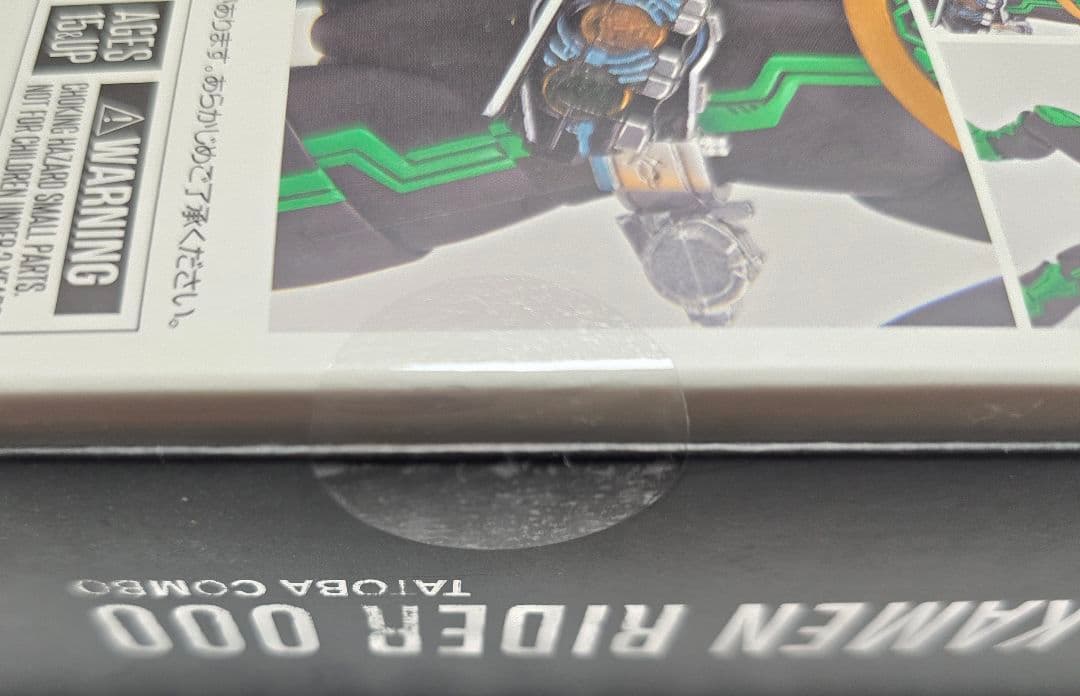 AGES
15&UP
WARNING
CHOKING HAZARD SMALL PARTS.
NOT FOR CHILDREN UNDER 3
あります。あらかじめご了承ください。
KAMEN RIDER OOO
TATOBA COMBO